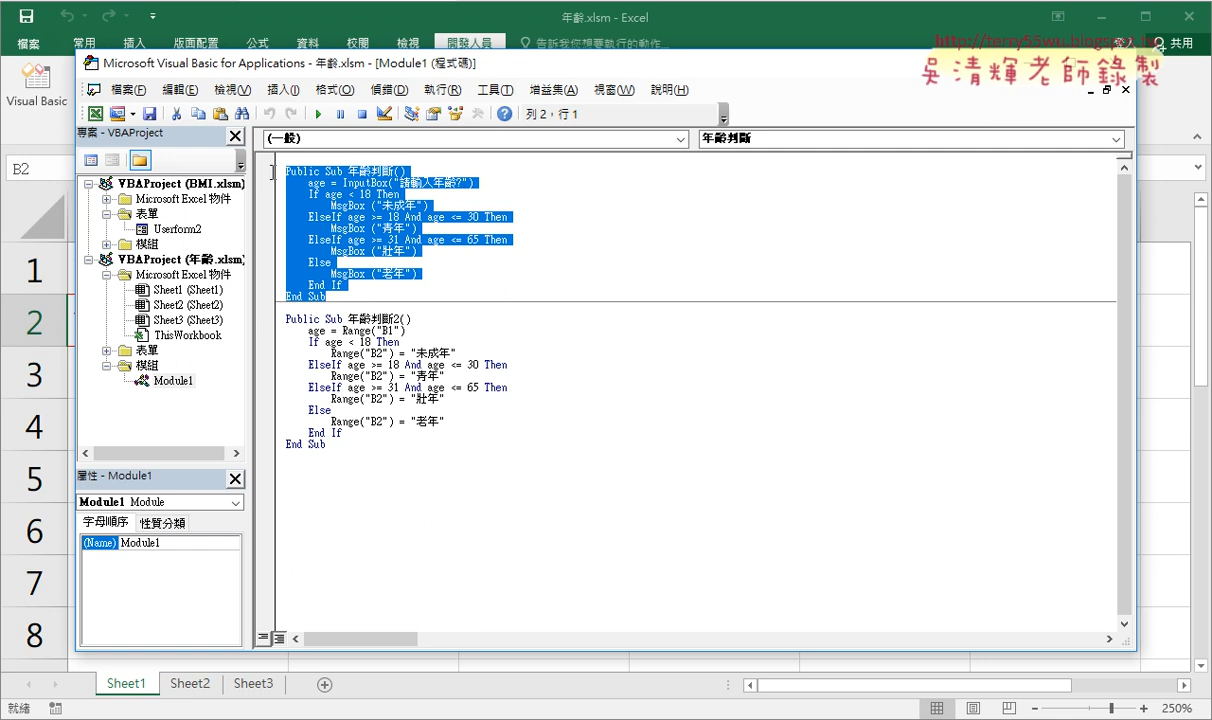 年齡.xlsm - Excel
檔案 常用 插入 版面配置 公式 資料 校閱 檢視 開發人員 告訴我您想要執行的動作... 登入 共用
http://terry55wu.blogspot.tw
吳清輝老師錄製
Visual Basic
B2
Microsoft Visual Basic for Applications - 年齡.xlsm - [Module1 (程式碼)]
檔案(F) 編輯(E) 檢視(V) 插入(I) 格式(O) 偵錯(D) 執行(R) 工具(T) 增益集(A) 視窗(W) 說明(H)
列 2，行 1
專案 - VBAProject
VBAProject (BMI.xlsm)
Microsoft Excel 物件
表單
Userform2
模組
VBAProject (年齡.xlsm)
Microsoft Excel 物件
Sheet1 (Sheet1)
Sheet2 (Sheet2)
Sheet3 (Sheet3)
ThisWorkbook
表單
模組
Module1
屬性 - Module1
Module1 Module
字母順序 性質分類
(Name) Module1
(一般) 年齡判斷
Public Sub 年齡判斷()
age = InputBox("請輸入年齡?")
If age < 18 Then
MsgBox ("未成年")
ElseIf age >= 18 And age <= 30 Then
MsgBox ("青年")
ElseIf age >= 31 And age <= 65 Then
MsgBox ("壯年")
Else
MsgBox ("老年")
End If
End Sub
Public Sub 年齡判斷2()
age = Range("B1")
If age < 18 Then
Range("B2") = "未成年"
ElseIf age >= 18 And age <= 30 Then
Range("B2") = "青年"
ElseIf age >= 31 And age <= 65 Then
Range("B2") = "壯年"
Else
Range("B2") = "老年"
End If
End Sub
1
2
3
4
5
6
7
8
Sheet1 Sheet2 Sheet3
就緒
250%